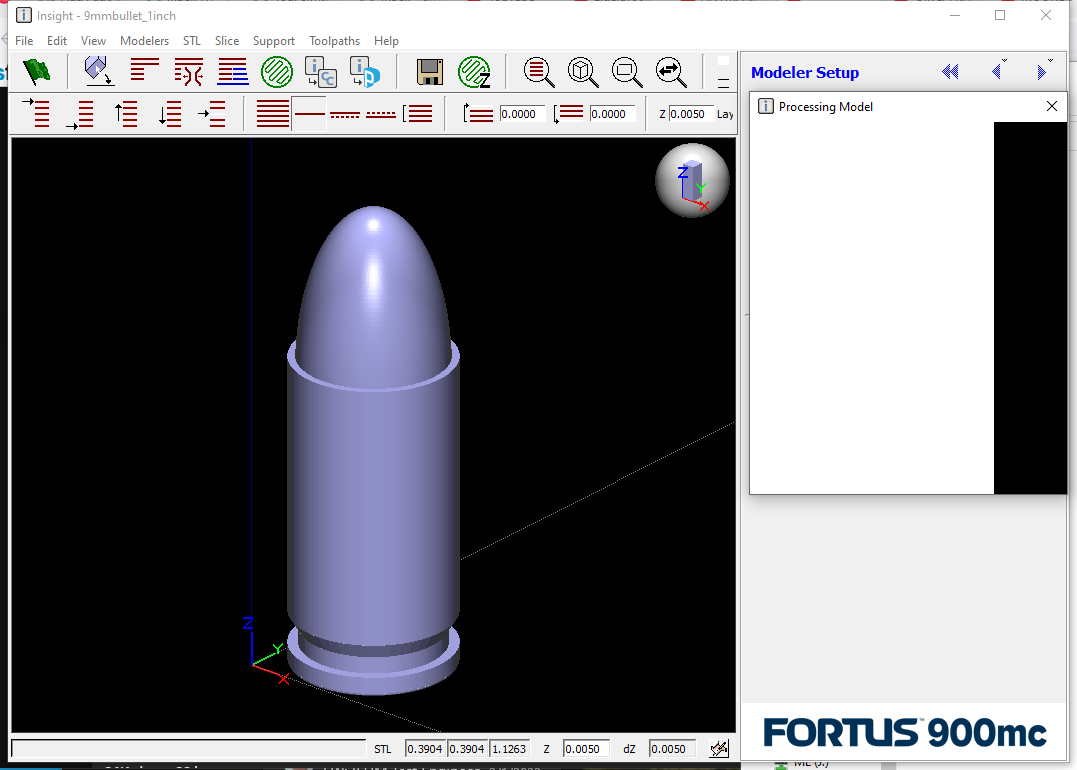 Insight - 9mmbullet_1inch
File Edit View Modelers STL Slice Support Toolpaths Help
Modeler Setup
0.0000 0.0000 Z 0.0050 Lay
Processing Model
Z
Y
X
Z
Y
X
STL 0.3904 0.3904 1.1263 Z 0.0050 dZ 0.0050
FORTUS 900mc